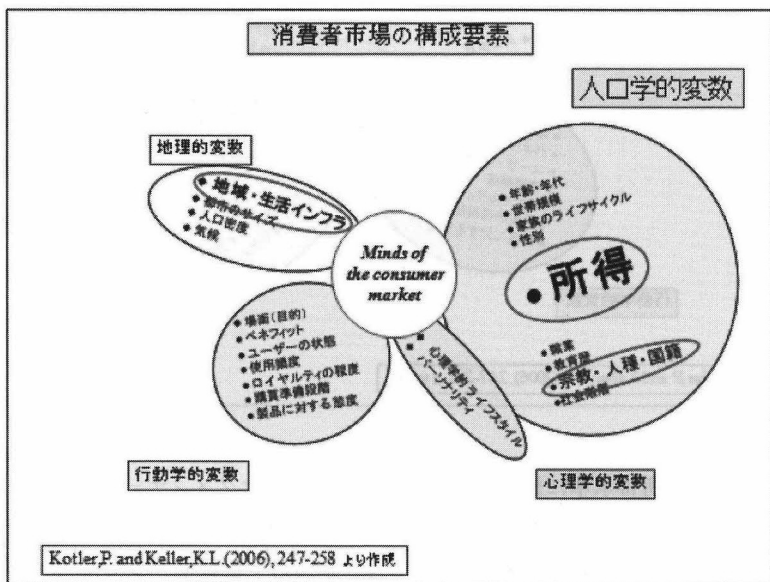 消費者市場の構成要素
人口学的変数
地理的変数
地域・生活インフラ
都市のサイズ
人口密度
気候
Minds of
the consumer
market
年齢・年代
世帯規模
家族のライフサイクル
性別
所得
職業
教育歴
宗教・人種・国籍
社会階層
場面(目的)
ベネフィット
ユーザーの状態
使用頻度
ロイヤルティの程度
購買準備段階
製品に対する態度
心理学的ライフスタイル
パーソナリティ
行動学的変数
心理学的変数
Kotler,P. and Keller,K.L.(2006), 247-258 より作成